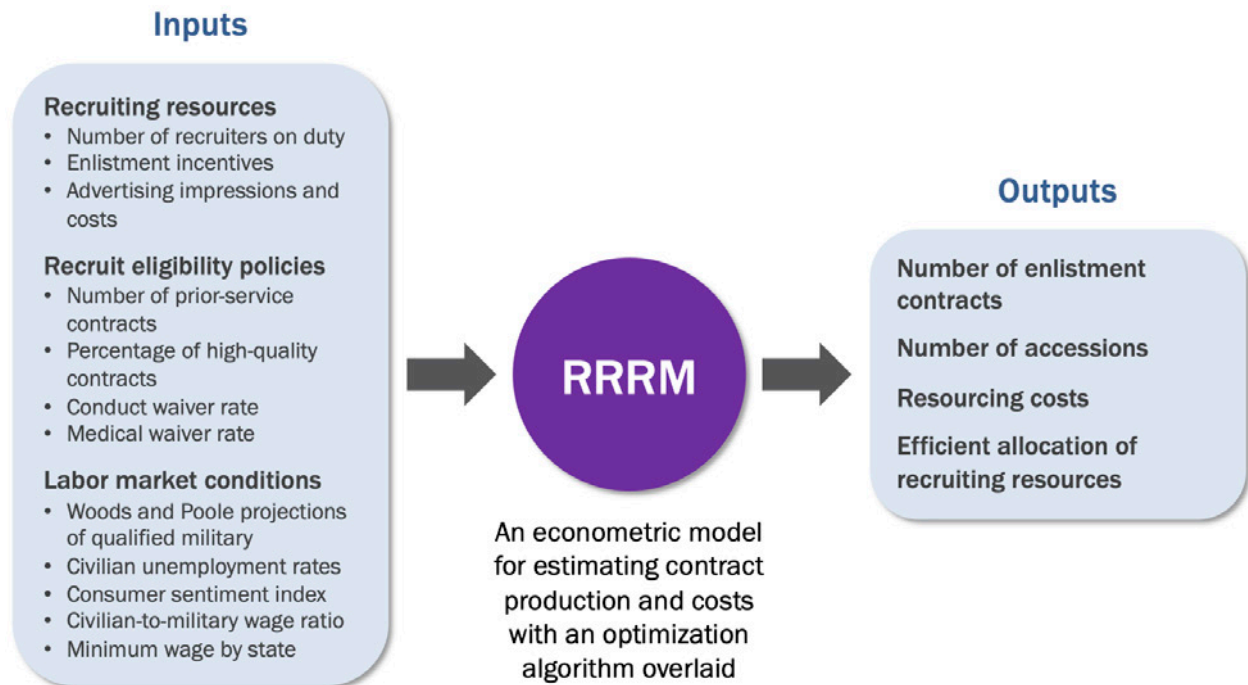 Inputs
Recruiting resources
• Number of recruiters on duty
• Enlistment incentives
• Advertising impressions and
costs
Recruit eligibility policies
• Number of prior-service
contracts
• Percentage of high-quality
contracts
• Conduct waiver rate
• Medical waiver rate
Labor market conditions
• Woods and Poole projections
of qualified military
• Civilian unemployment rates
• Consumer sentiment index
• Civilian-to-military wage ratio
• Minimum wage by state
RRRM
An econometric model
for estimating contract
production and costs
with an optimization
algorithm overlaid
Outputs
Number of enlistment
contracts
Number of accessions
Resourcing costs
Efficient allocation of
recruiting resources